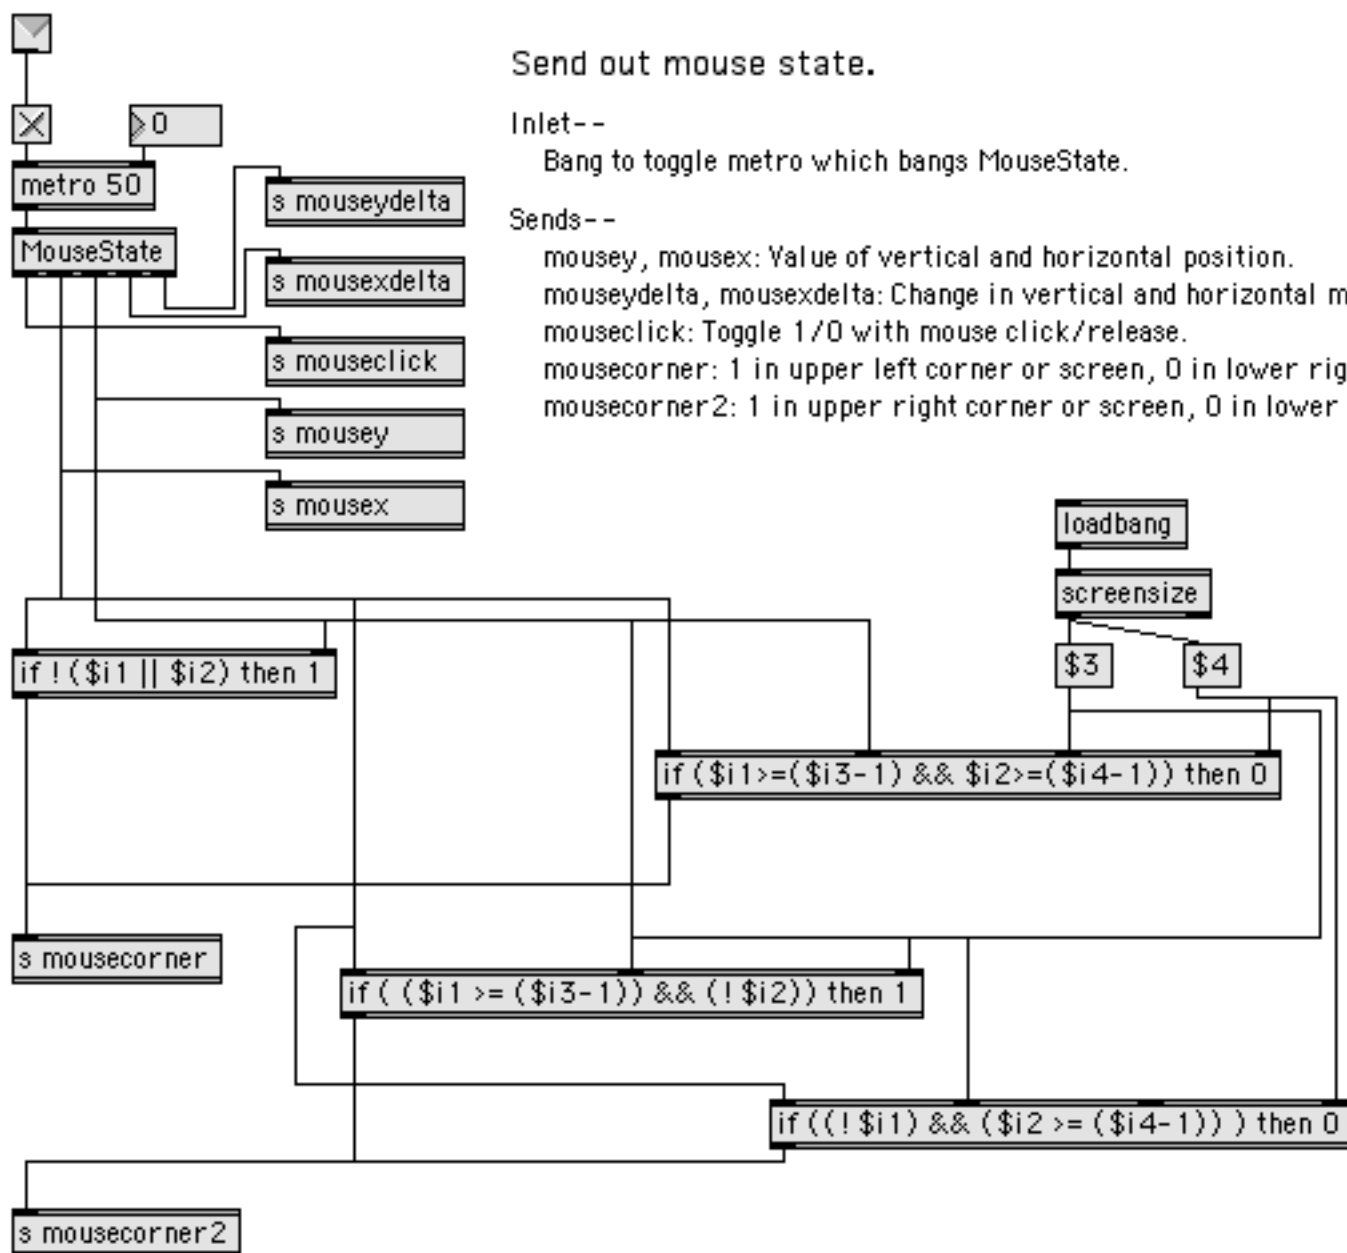 Send out mouse state.
Inlet--
Bang to toggle metro which bangs MouseState.
Sends--
mousey, mousex: Value of vertical and horizontal position.
mouseydelta, mousexdelta: Change in vertical and horizontal m
mouseclick: Toggle 1/0 with mouse click/release.
mousecorner: 1 in upper left corner or screen, 0 in lower rig
mousecorner2: 1 in upper right corner or screen, 0 in lower
0
metro 50
MouseState
s mouseydelta
s mousexdelta
s mouseclick
s mousey
s mousex
loadbang
screensize
$3
$4
if ! ($i1 || $i2) then 1
if ($i1>=($i3-1) && $i2>=($i4-1)) then 0
s mousecorner
if ( ($i1 >= ($i3-1)) && (! $i2)) then 1
if ((! $i1) && ($i2 >= ($i4-1)) ) then 0
s mousecorner2